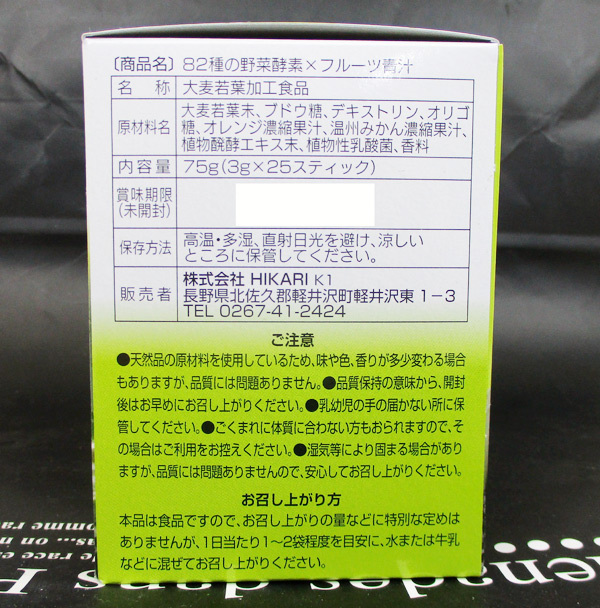 〔商品名〕 82種の野菜酵素×フルーツ青汁
名 称 大麦若葉加工食品
原材料名 大麦若葉末、ブドウ糖、デキストリン、オリゴ
糖、オレンジ濃縮果汁、温州みかん濃縮果汁、
植物醗酵エキス末、植物性乳酸菌、香料
内容量 75g(3g×25スティック)
賞味期限
(未開封)
保存方法 高温・多湿、直射日光を避け、涼しい
ところに保管してください。
販売者 株式会社 HIKARI K1
長野県北佐久郡軽井沢町軽井沢東 1−3
TEL 0267-41-2424
ご注意
●天然品の原材料を使用しているため、味や色、香りが多少変わる場合
もありますが、品質には問題ありません。●品質保持の意味から、開封
後はお早めにお召し上がりください。●乳幼児の手の届かない所に保
管してください。●ごくまれに体質に合わない方もおられますので、そ
の場合はご利用をお控えください。●湿気等により固まる場合があり
ますが、品質には問題ありませんので、安心してお召し上がりください。
お召し上がり方
本品は食品ですので、お召し上がりの量などに特別な定めはあ
りませんが、1日当たり1〜2袋程度を目安に、水または牛乳
などに混ぜてお召し上がりください。
omme
race e
on n
enades dans